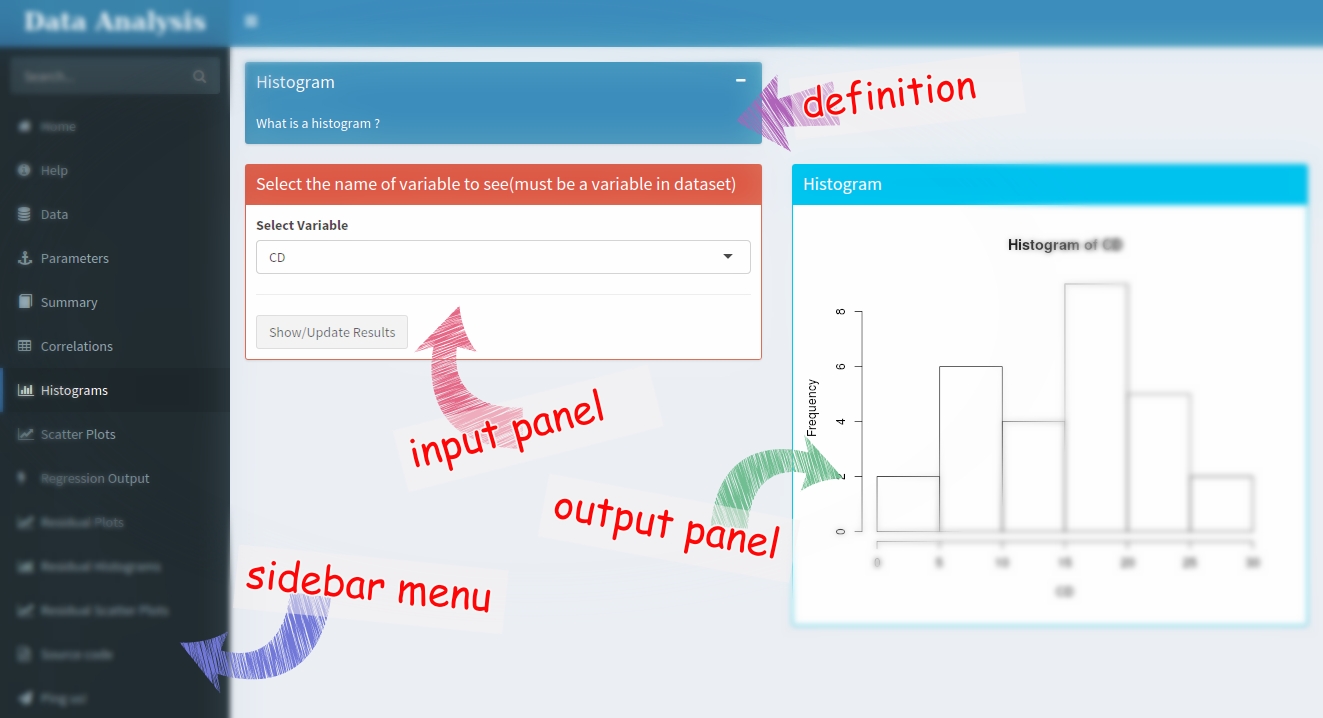 Data Analysis
Search...
Home
Help
Data
Parameters
Summary
Correlations
Histograms
Scatter Plots
Regression Output
Residual Plots
Residual Histograms
Residual Scatter Plots
Source code
Ping us!
Histogram
What is a histogram ?
definition
Select the name of variable to see(must be a variable in dataset)
Select Variable
CD
Show/Update Results
input panel
output panel
sidebar menu
Histogram
Histogram of CD
Frequency
8
6
4
2
0
0 5 10 15 20 25 30
CD